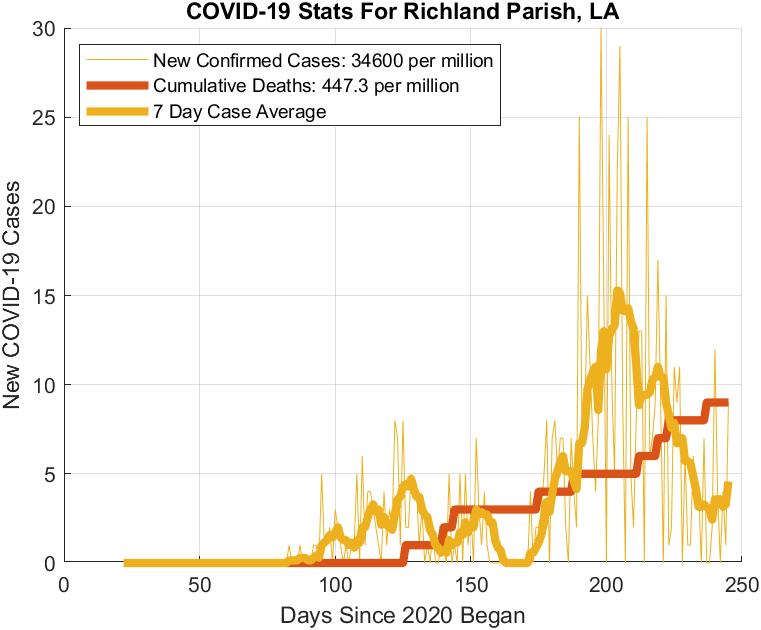 COVID-19 Stats For Richland Parish, LA
New Confirmed Cases: 34600 per million
Cumulative Deaths: 447.3 per million
7 Day Case Average
30
25
20
15
10
5
0
New COVID-19 Cases
0 50 100 150 200 250
Days Since 2020 Began